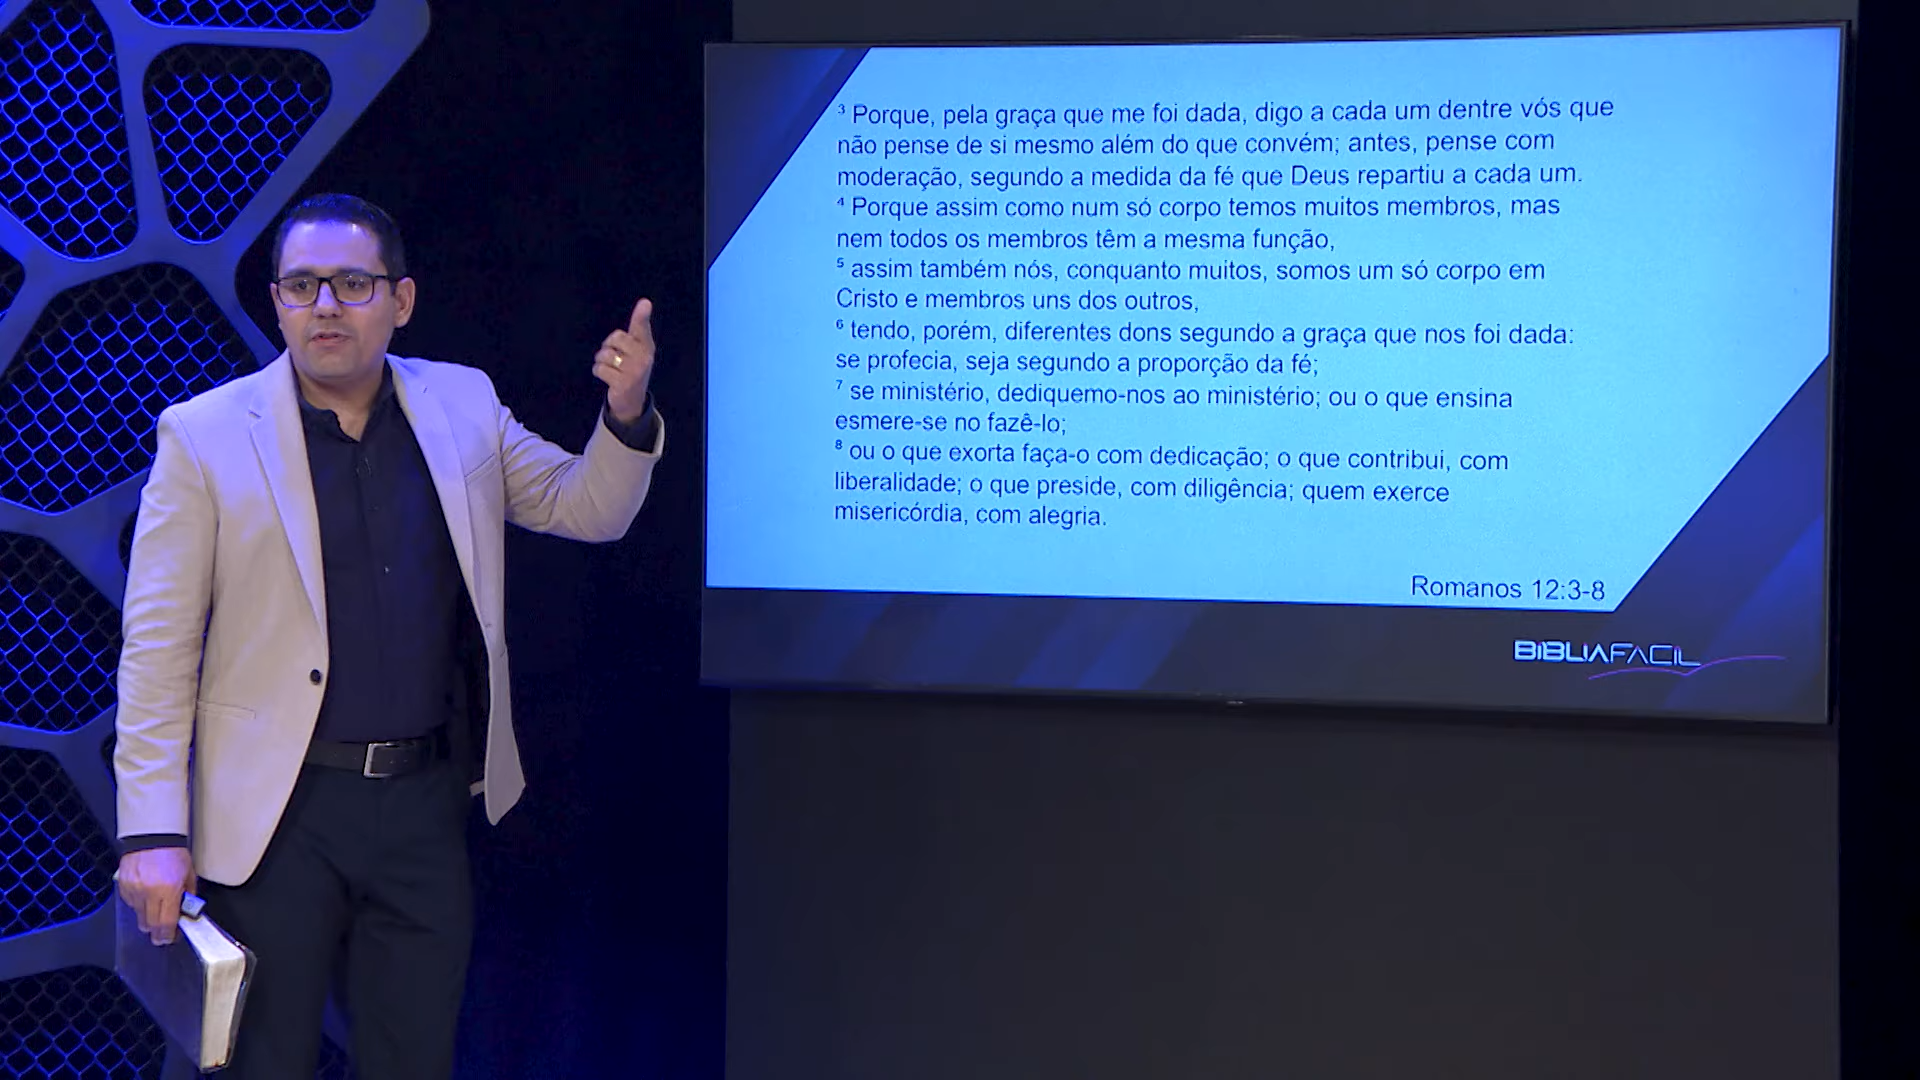 ³ Porque, pela graça que me foi dada, digo a cada um dentre vós que
não pense de si mesmo além do que convém; antes, pense com
moderação, segundo a medida da fé que Deus repartiu a cada um.
⁴ Porque assim como num só corpo temos muitos membros, mas
nem todos os membros têm a mesma função,
⁵ assim também nós, conquanto muitos, somos um só corpo em
Cristo e membros uns dos outros,
⁶ tendo, porém, diferentes dons segundo a graça que nos foi dada:
se profecia, seja segundo a proporção da fé;
⁷ se ministério, dediquemo-nos ao ministério; ou o que ensina
esmere-se no fazê-lo;
⁸ ou o que exorta faça-o com dedicação; o que contribui, com
liberalidade; o que preside, com diligência; quem exerce
misericórdia, com alegria.
Romanos 12:3-8
BIBLIAFACIL